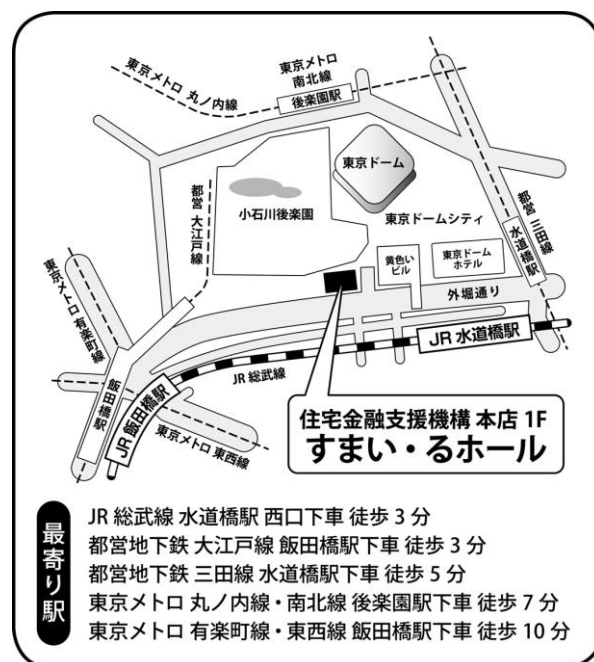 東京メトロ 丸ノ内線
東京メトロ
南北線
後楽園駅
東京ドーム
小石川後楽園
都営 大江戸線
東京ドームシティ
都営 三田線
水道橋駅
黄色い
ビル
東京ドーム
ホテル
外堀通り
東京メトロ 有楽町線
飯田橋駅
JR 飯田橋駅
JR 総武線
JR 水道橋駅
東京メトロ 東西線
住宅金融支援機構 本店 1F
すまい・るホール
最寄り駅
JR 総武線 水道橋駅 西口下車 徒歩 3 分
都営地下鉄 大江戸線 飯田橋駅下車 徒歩 3 分
都営地下鉄 三田線 水道橋駅下車 徒歩 5 分
東京メトロ 丸ノ内線・南北線 後楽園駅下車 徒歩 7 分
東京メトロ 有楽町線・東西線 飯田橋駅下車 徒歩 10 分